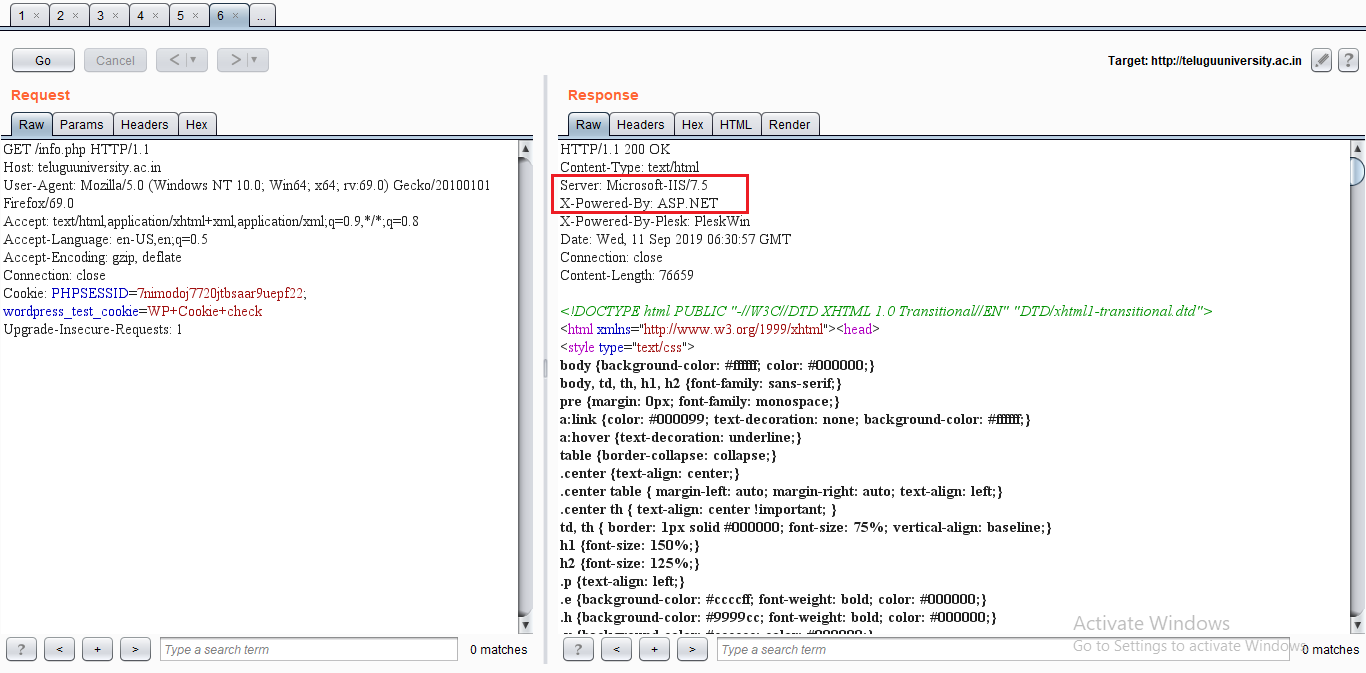 1 × 2 × 3 × 4 × 5 × 6 × ...
Go Cancel < | ▼ > | ▼ Target: http://teluguuniversity.ac.in ?
Request
Raw Params Headers Hex
GET /info.php HTTP/1.1
Host: teluguuniversity.ac.in
User-Agent: Mozilla/5.0 (Windows NT 10.0; Win64; x64; rv:69.0) Gecko/20100101
Firefox/69.0
Accept: text/html,application/xhtml+xml,application/xml;q=0.9,*/*;q=0.8
Accept-Language: en-US,en;q=0.5
Accept-Encoding: gzip, deflate
Connection: close
Cookie: PHPSESSID=7nimodoj7720jtbsaar9uepf22;
wordpress_test_cookie=WP+Cookie+check
Upgrade-Insecure-Requests: 1
? < + > Type a search term 0 matches
Response
Raw Headers Hex HTML Render
HTTP/1.1 200 OK
Content-Type: text/html
Server: Microsoft-IIS/7.5
X-Powered-By: ASP.NET
X-Powered-By-Plesk: PleskWin
Date: Wed, 11 Sep 2019 06:30:57 GMT
Connection: close
Content-Length: 76659
<!DOCTYPE html PUBLIC "-//W3C//DTD XHTML 1.0 Transitional//EN" "DTD/xhtml1-transitional.dtd">
<html xmlns="http://www.w3.org/1999/xhtml"><head>
<style type="text/css">
body {background-color: #ffffff; color: #000000;}
body, td, th, h1, h2 {font-family: sans-serif;}
pre {margin: 0px; font-family: monospace;}
a:link {color: #000099; text-decoration: none; background-color: #ffffff;}
a:hover {text-decoration: underline;}
table {border-collapse: collapse;}
.center {text-align: center;}
.center table { margin-left: auto; margin-right: auto; text-align: left;}
.center th { text-align: center !important; }
td, th { border: 1px solid #000000; font-size: 75%; vertical-align: baseline;}
h1 {font-size: 150%;}
h2 {font-size: 125%;}
.p {text-align: left;}
.e {background-color: #ccccff; font-weight: bold; color: #000000;}
.h {background-color: #9999cc; font-weight: bold; color: #000000;}
Activate Windows
Go to Settings to activate Windows.
? < + > Type a search term 0 matches